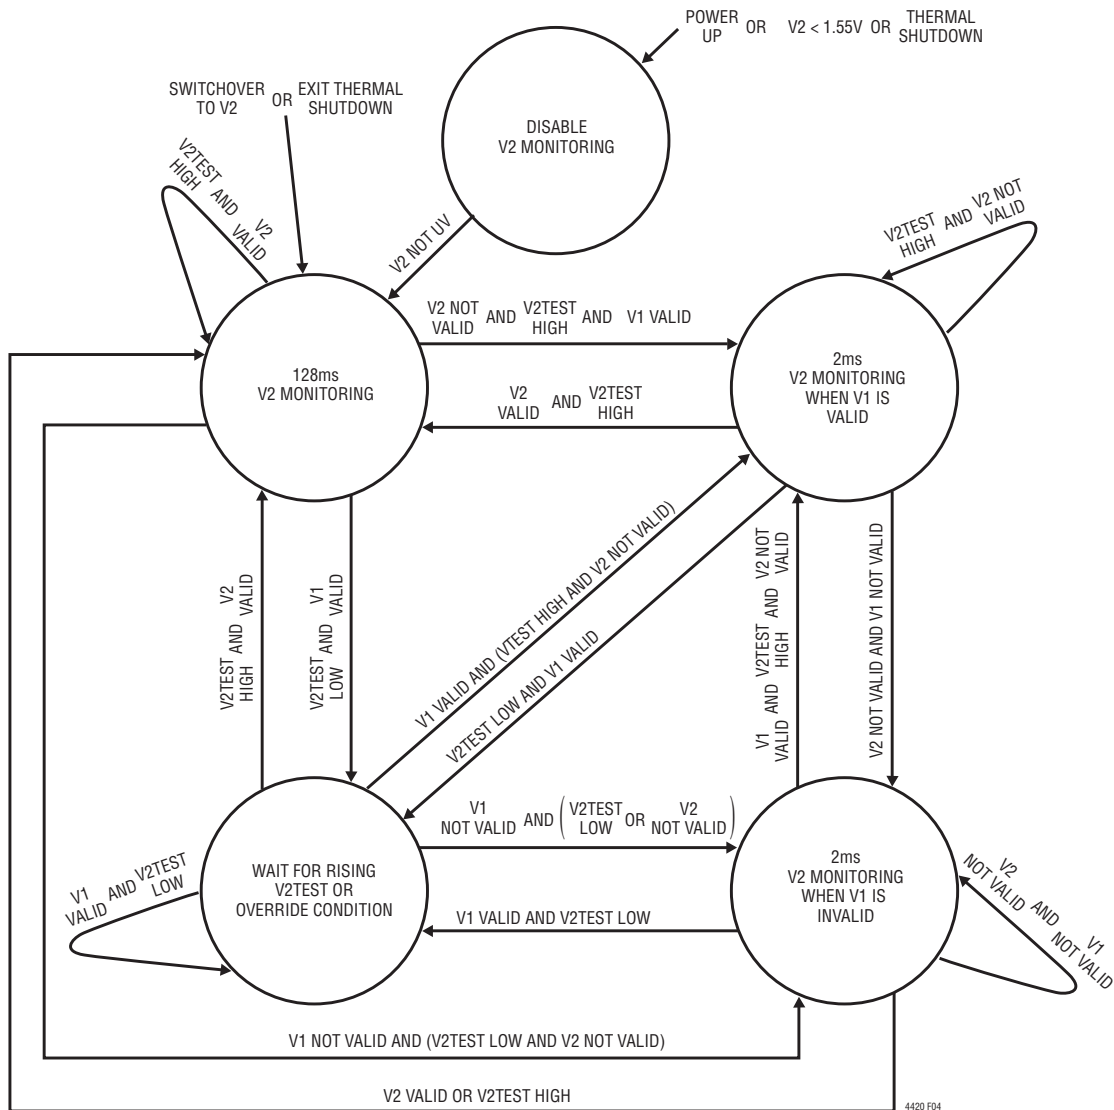 POWER UP OR V2 < 1.55V OR THERMAL SHUTDOWN
SWITCHOVER TO V2 OR EXIT THERMAL SHUTDOWN
DISABLE
V2 MONITORING
V2TEST HIGH AND V2 VALID
V2 NOT UV
V2TEST HIGH AND V2 NOT VALID
V2 NOT VALID AND V2TEST HIGH AND V1 VALID
128ms
V2 MONITORING
2ms
V2 MONITORING
WHEN V1 IS
VALID
V2 VALID AND V2TEST HIGH
V2TEST HIGH AND V2 VALID
V2TEST LOW AND V1 VALID
V1 VALID AND (VTEST HIGH AND V2 NOT VALID)
V2TEST LOW AND V1 VALID
V1 VALID AND V2TEST HIGH AND V2 NOT VALID
V2 NOT VALID AND V1 NOT VALID
V1 NOT VALID AND (V2TEST LOW OR V2 NOT VALID)
WAIT FOR RISING
V2TEST OR
OVERRIDE CONDITION
2ms
V2 MONITORING
WHEN V1 IS
INVALID
V1 VALID AND V2TEST LOW
V1 VALID AND V2TEST LOW
V2 NOT VALID AND V1 NOT VALID
V1 NOT VALID AND (V2TEST LOW AND V2 NOT VALID)
V2 VALID OR V2TEST HIGH
4420 F04